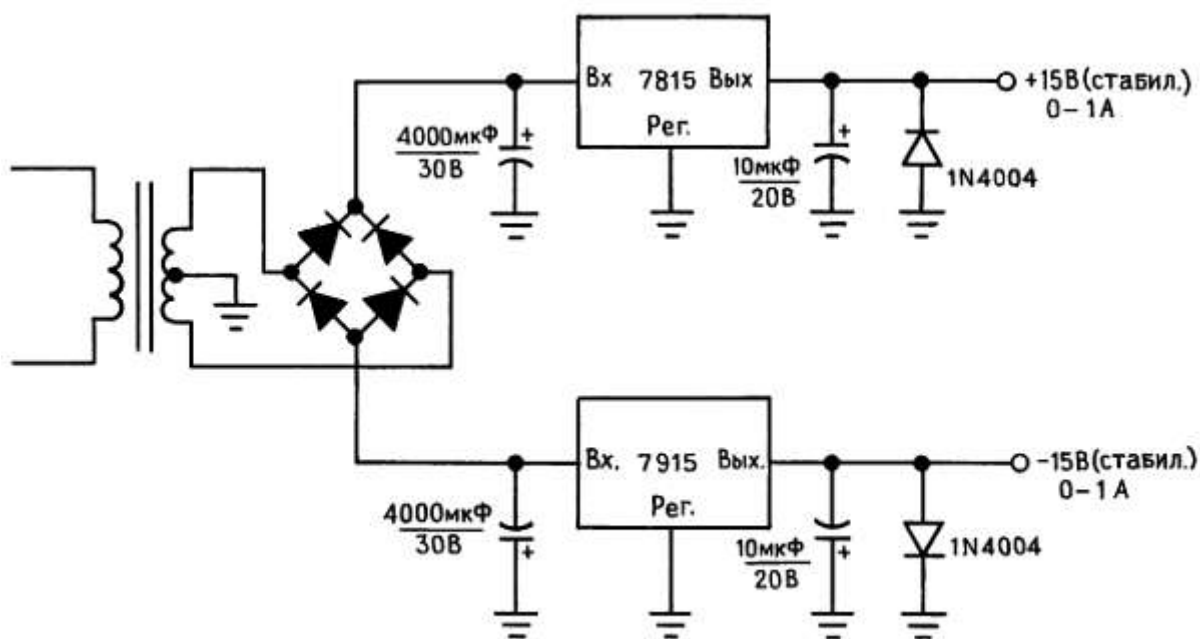 Вх 7815 Вых
Рег.
+15В(стабил.)
0-1А
4000мкФ
30В
+
10мкФ
20В
+
1N4004
Вх. 7915 Вых.
Рег.
-15В(стабил.)
0-1А
4000мкФ
30В
+
10мкФ
20В
+
1N4004